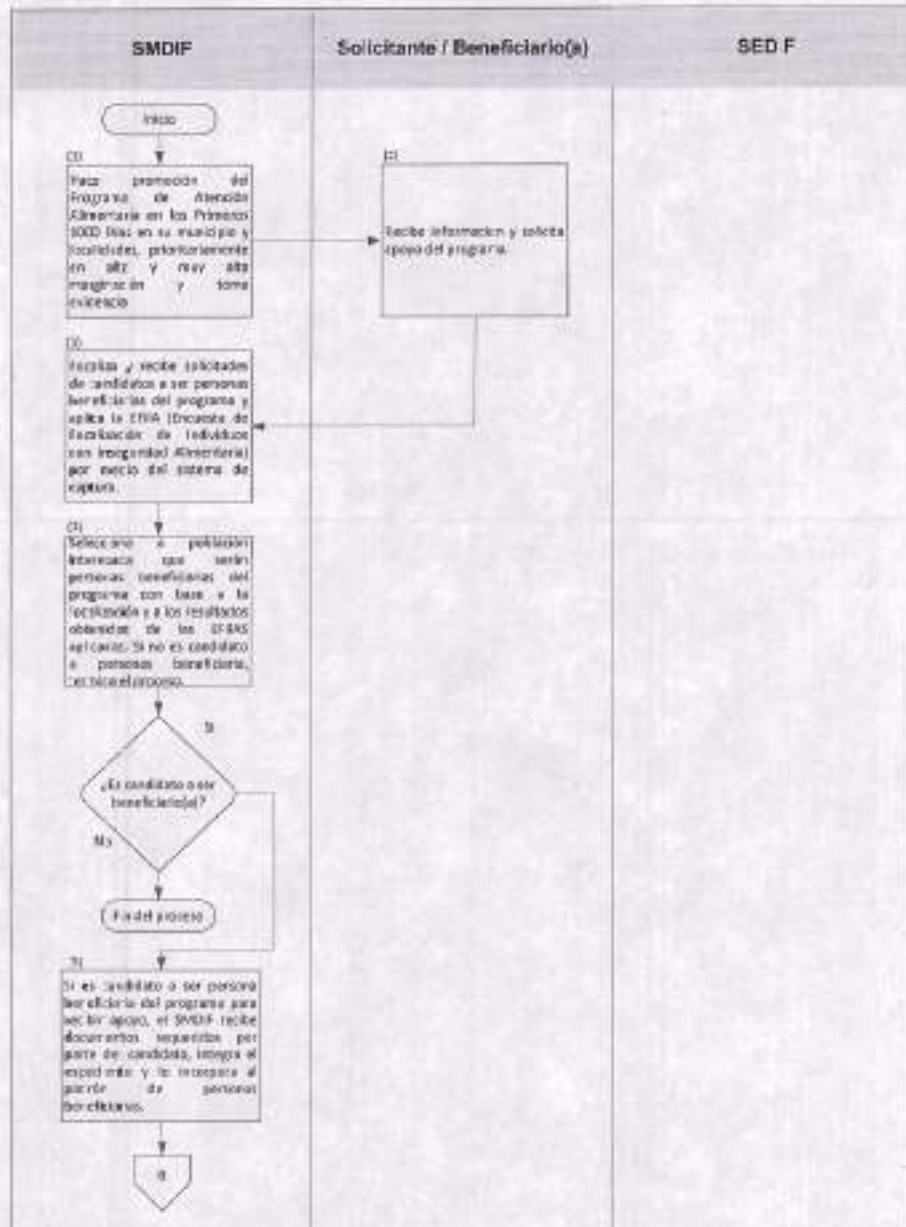 SMDIF
Solicitante / Beneficiario(a)
SED F
Inicio
(1)
Hace promoción del
Programa de Atención
Alimentaria en los Primeros
1000 Días en su municipio y
localidades, prioritariamente
en alta y muy alta
marginación y toma
evidencia
(2)
Recibe informacion y solicita
apoyo del programa.
(3)
Focaliza y recibe solicitudes
de candidatos a ser personas
beneficiarias del programa y
aplica la EFIIA (Encuesta de
Focalización de Individuos
con Inseguridad Alimentaria)
por medio del sistema de
captura.
Selecciona a población
interesada que serán
personas beneficiarias del
programa con base a la
focalización y a los resultados
obtenidos de las
aplicadas. Si no es candidato
a personas beneficiaria,
termina el proceso.
Si
¿Es candidato a ser
beneficiario(a)?
No
Fin del proceso
Si es candidato a ser persona
beneficiaria del programa para
recibir apoyo, el SMDIF recibe
documentos requeridos por
parte del candidato, integra el
expediente y lo incorpora al
padrón de personas
beneficiarias.